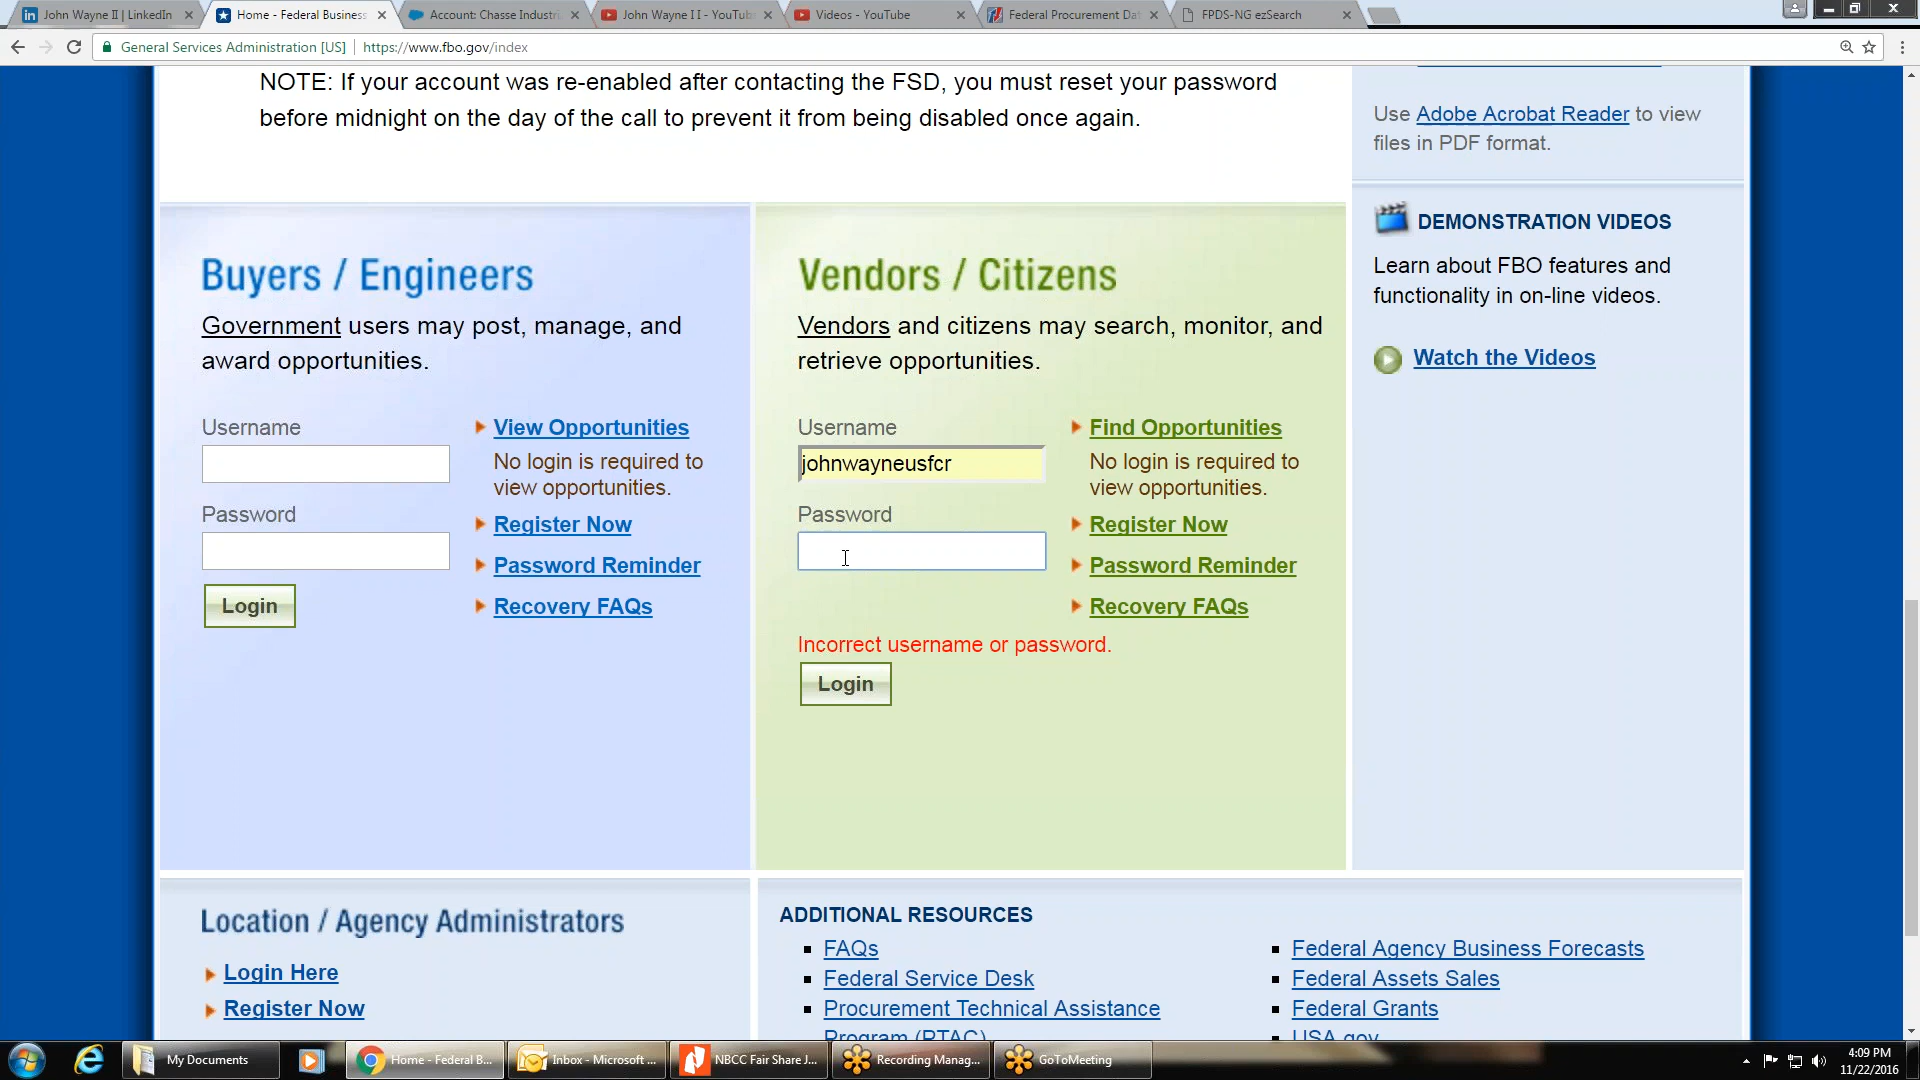 John Wayne II | LinkedIn
Home - Federal Business
Account: Chasse Industri
John Wayne I I - YouTub
Videos - YouTube
Federal Procurement Dat
FPDS-NG ezSearch
General Services Administration [US]
https://www.fbo.gov/index
NOTE: If your account was re-enabled after contacting the FSD, you must reset your password
before midnight on the day of the call to prevent it from being disabled once again.
Use Adobe Acrobat Reader to view
files in PDF format.
DEMONSTRATION VIDEOS
Learn about FBO features and
functionality in on-line videos.
Watch the Videos
Buyers / Engineers
Government users may post, manage, and
award opportunities.
Username
Password
Login
View Opportunities
No login is required to
view opportunities.
Register Now
Password Reminder
Recovery FAQs
Vendors / Citizens
Vendors and citizens may search, monitor, and
retrieve opportunities.
Username
johnwayneusfcr
Password
Incorrect username or password.
Login
Find Opportunities
No login is required to
view opportunities.
Register Now
Password Reminder
Recovery FAQs
Location / Agency Administrators
Login Here
Register Now
ADDITIONAL RESOURCES
FAQs
Federal Service Desk
Procurement Technical Assistance
Program (PTAC)
Federal Agency Business Forecasts
Federal Assets Sales
Federal Grants
USA.gov
My Documents
Home - Federal B...
Inbox - Microsoft ...
NBCC Fair Share J...
Recording Manag...
GoToMeeting
4:09 PM
11/22/2016